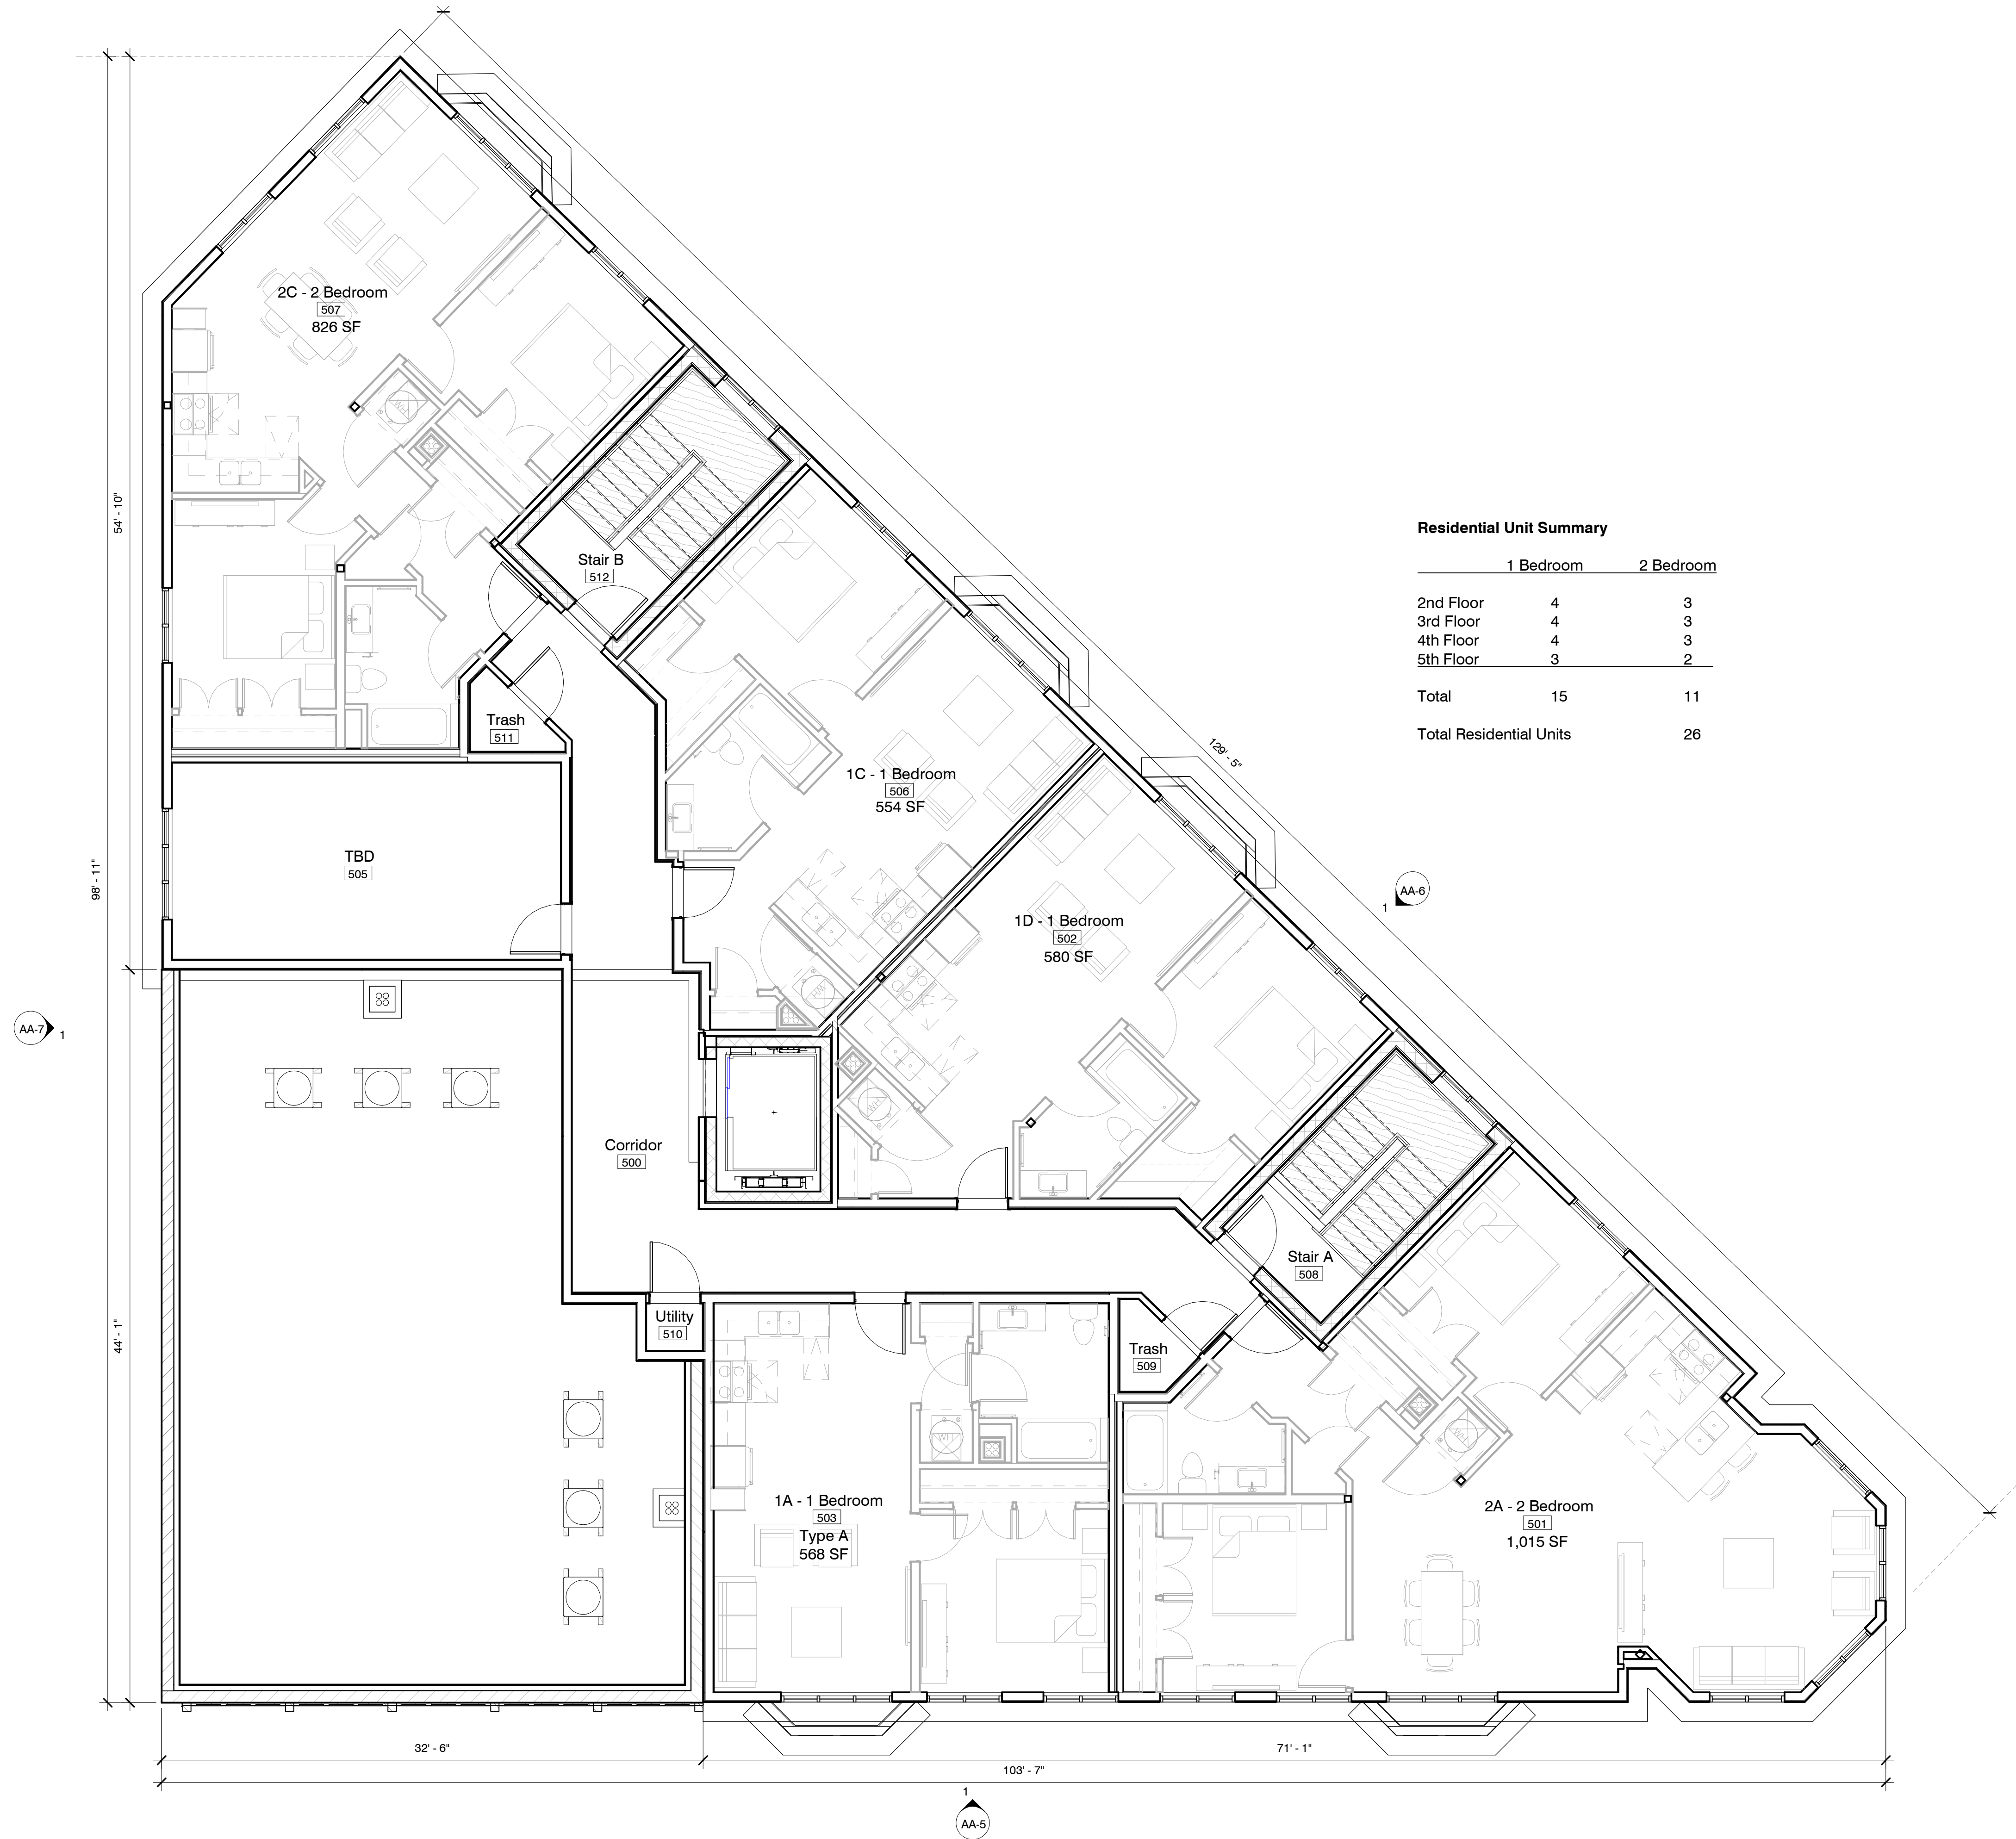 2C - 2 Bedroom
507
826 SF
54' - 10"
Stair B
512
Residential Unit Summary
1 Bedroom 2 Bedroom
2nd Floor 4 3
3rd Floor 4 3
4th Floor 4 3
5th Floor 3 2
Total 15 11
Total Residential Units 26
Trash
511
129' - 5"
1C - 1 Bedroom
506
554 SF
TBD
505
98' - 11"
AA-6
1
1D - 1 Bedroom
502
580 SF
AA-7
1
WH
WH
WH
Corridor
500
Stair A
508
44' - 1"
Utility
510
Trash
509
WH
WH
1A - 1 Bedroom
503
Type A
568 SF
2A - 2 Bedroom
501
1,015 SF
32' - 6"
71' - 1"
103' - 7"
1
AA-5